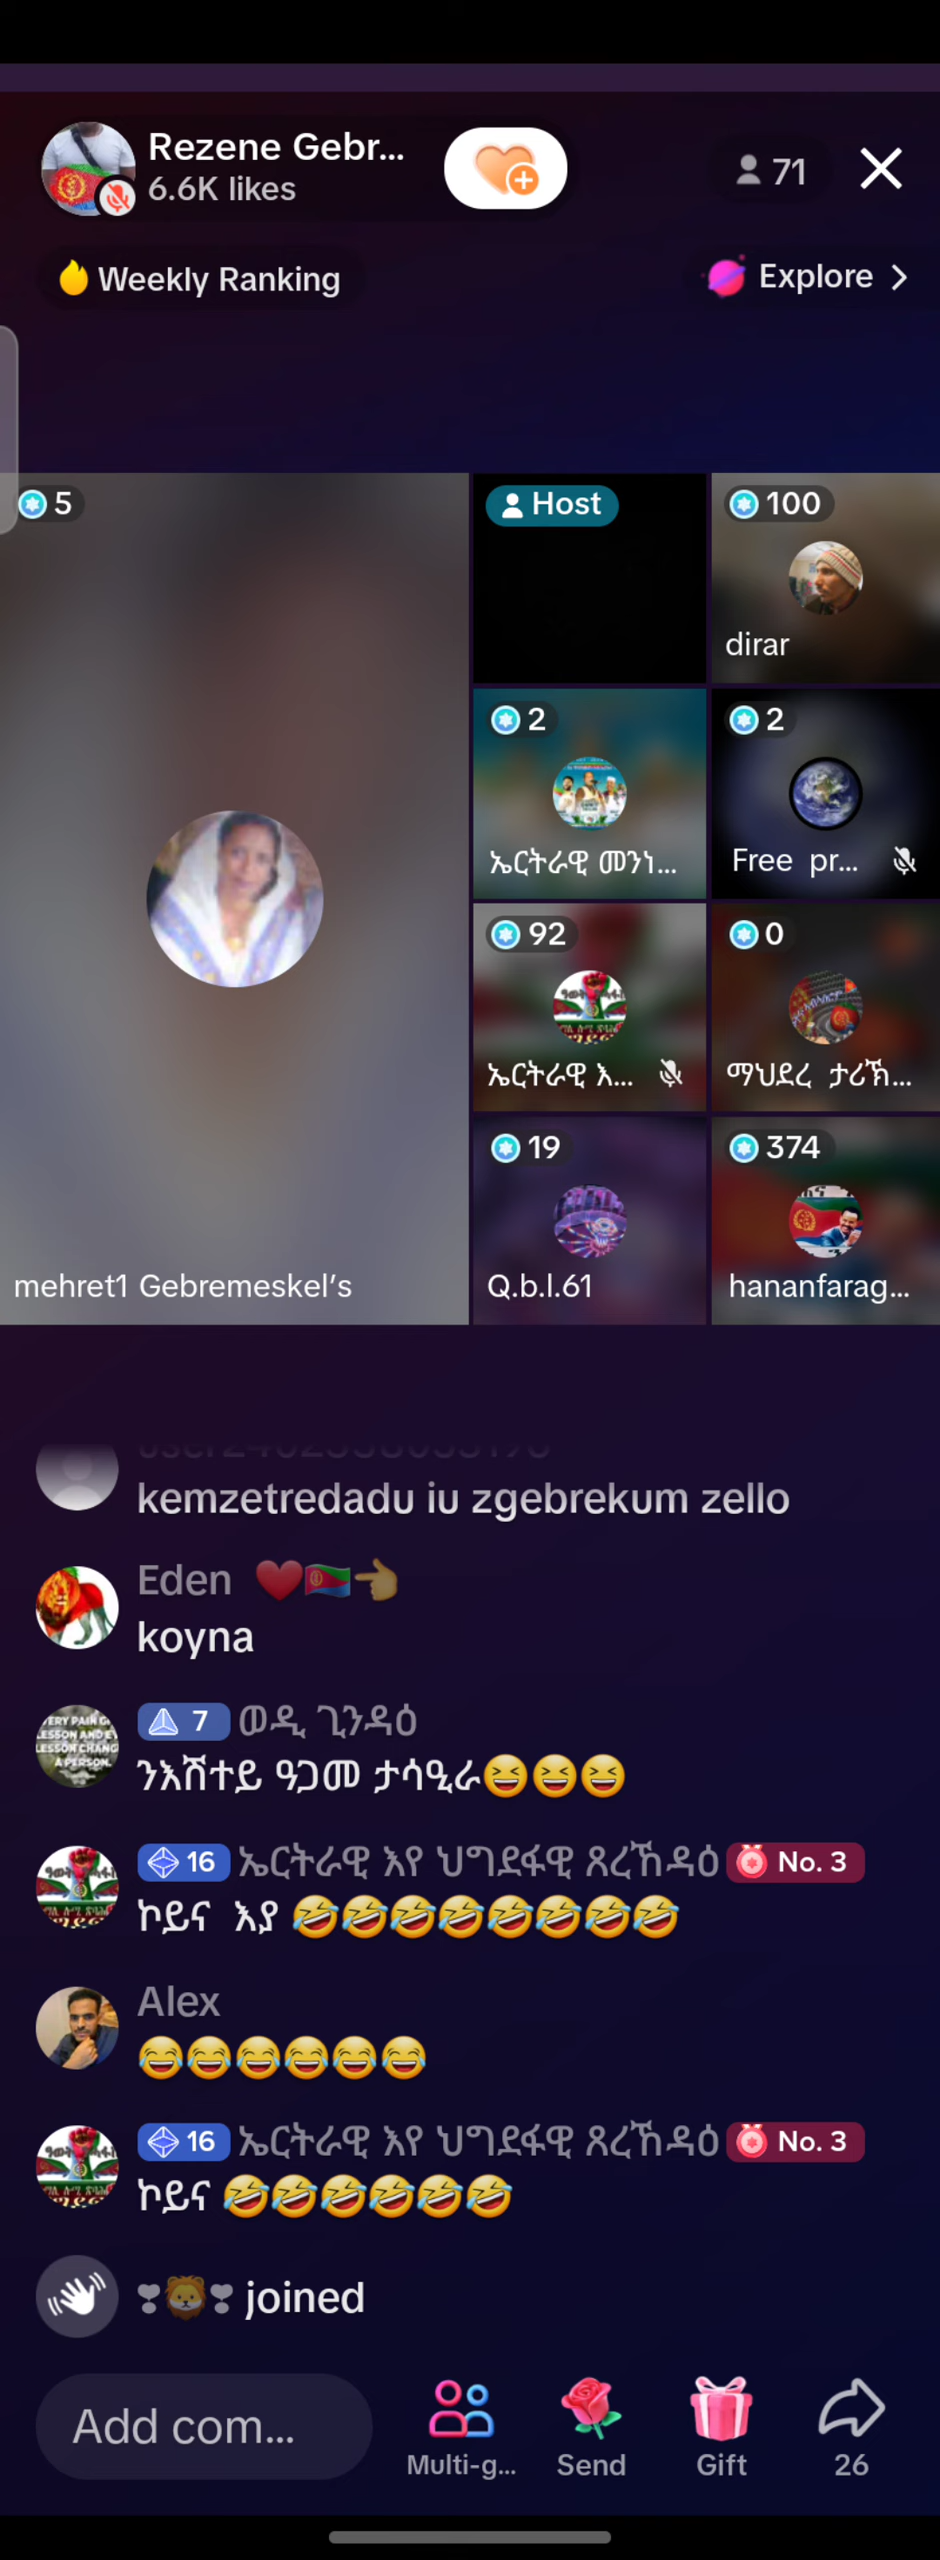 Rezene Gebr...
6.6K likes
71
Weekly Ranking
Explore
5
Host
100
dirar
2
2
ኤርትራዊ መንነ...
Free pr...
92
0
ኤርትራዊ እ...
ማህደረ ታሪኽ...
19
374
mehret1 Gebremeskel's
Q.b.l.61
hananfarag...
kemzetredadu iu zgebrekum zello
Eden ❤️🇪🇷👈
koyna
7 ወዲ ጊንዳዕ
ንእሽተይ ዓጋመ ታሳዒራ😆😆😆
16 ኤርትራዊ እየ ህግደፋዊ ጸረኸዳዕ No. 3
ኮይና እያ 🤣🤣🤣🤣🤣🤣🤣🤣
Alex
😂😂😂😂😂😂
16 ኤርትራዊ እየ ህግደፋዊ ጸረኸዳዕ No. 3
ኮይና 🤣🤣🤣🤣🤣🤣
❣🦁❣ joined
Add com...
Multi-g...
Send
Gift
26